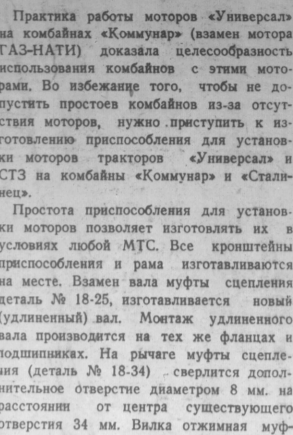 Практика работы моторов «Универсал»
на комбайнах «Коммунар» (взамен мотора
ГАЗ-НАТИ) доказала целесообразность
использования комбайнов с этими мото-
рами. Во избежание того, чтобы не до-
пустить простоев комбайнов из-за отсут-
ствия моторов, нужно приступить к из-
готовлению приспособления для установ-
ки моторов тракторов «Универсал» и
СТЗ на комбайны «Коммунар» и «Стали-
нец».
Простота приспособления для установ-
ки моторов позволяет изготовлять их в
условиях любой МТС. Все кронштейны
приспособления и рама изготавливаются
на месте. Взамен вала муфты сцепления
деталь № 18-25, изготавливается новый
(удлиненный) вал. Монтаж удлиненного
вала производится на тех же фланцах и
подшипниках. На рычаге муфты сцепле-
ния (деталь № 18-34) сверлится допол-
нительное отверстие диаметром 8 мм. на
расстоянии от центра существующего
отверстия 34 мм. Вилка отжимная муф-